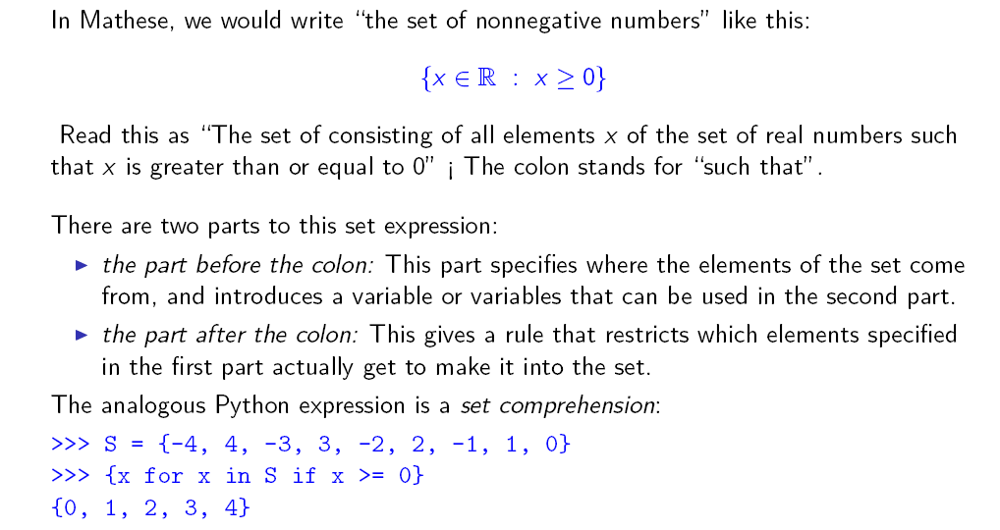 In Mathese, we would write “the set of nonnegative numbers” like this:
{x ∈ ℝ : x ≥ 0}
Read this as “The set of consisting of all elements x of the set of real numbers such
that x is greater than or equal to 0” ¡ The colon stands for “such that”.
There are two parts to this set expression:
▶ the part before the colon: This part specifies where the elements of the set come
from, and introduces a variable or variables that can be used in the second part.
▶ the part after the colon: This gives a rule that restricts which elements specified
in the first part actually get to make it into the set.
The analogous Python expression is a set comprehension:
>>> S = {-4, 4, -3, 3, -2, 2, -1, 1, 0}
>>> {x for x in S if x >= 0}
{0, 1, 2, 3, 4}